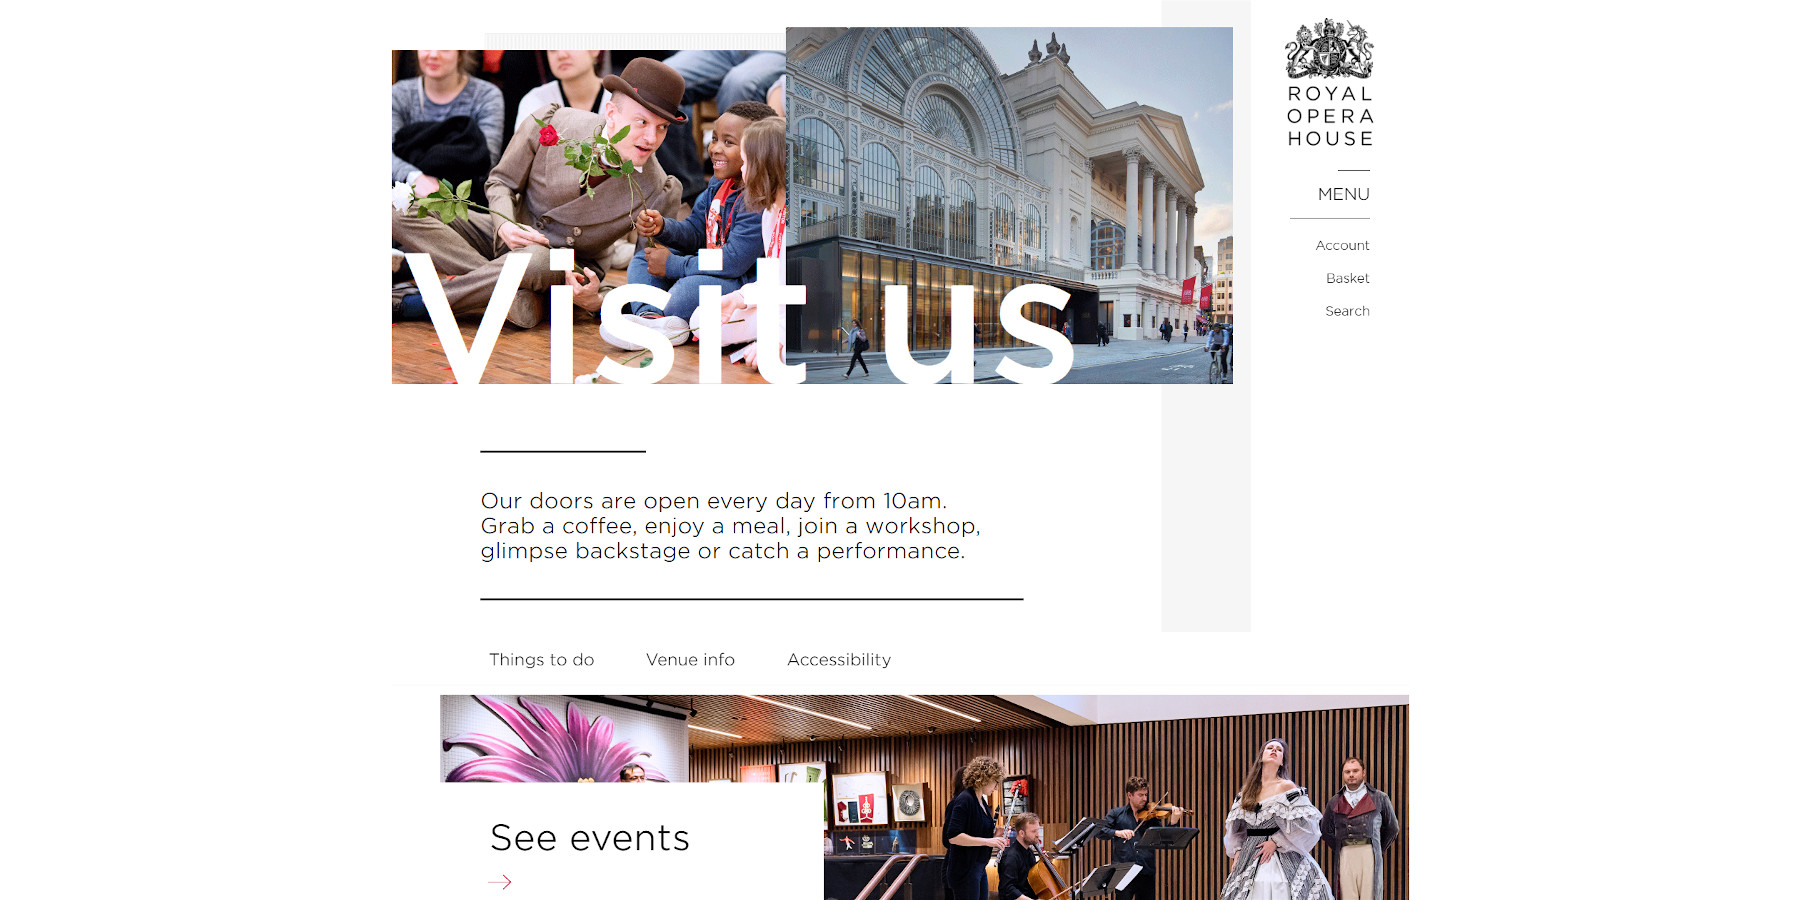 Visit us
ROYAL
OPERA
HOUSE
MENU
Account
Basket
Search
Our doors are open every day from 10am.
Grab a coffee, enjoy a meal, join a workshop,
glimpse backstage or catch a performance.
Things to do
Venue info
Accessibility
See events